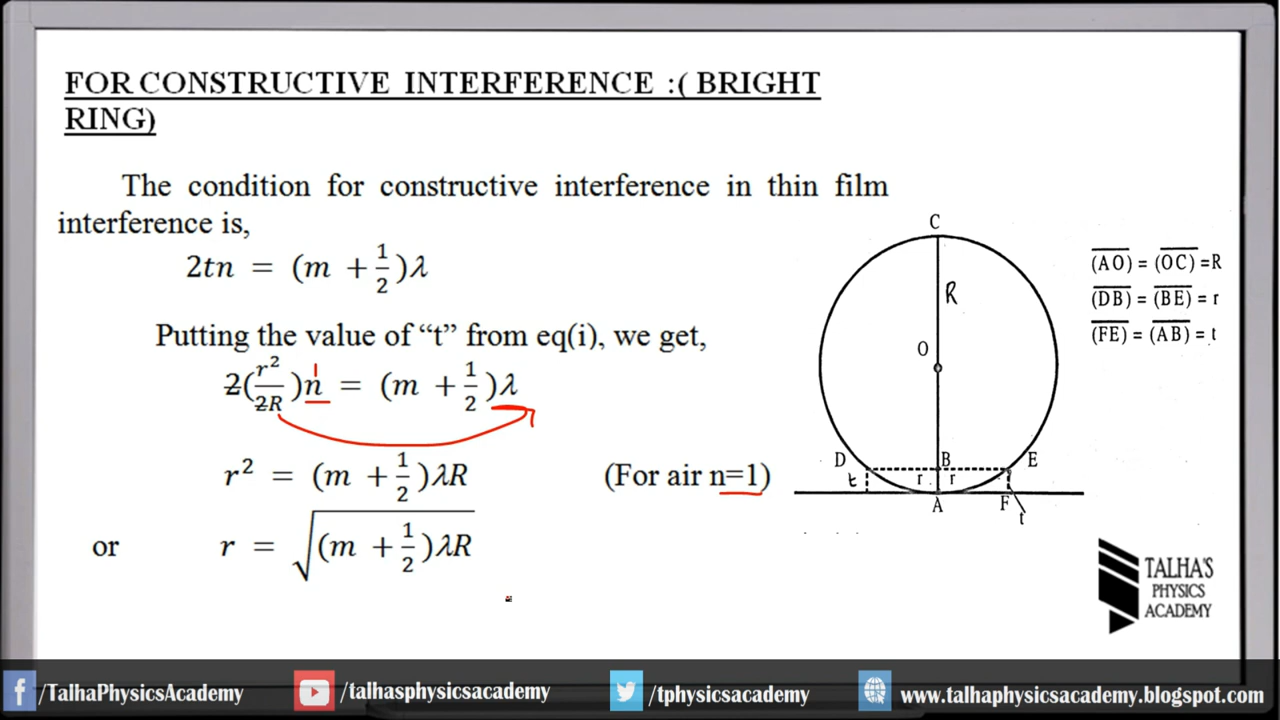 FOR CONSTRUCTIVE INTERFERENCE :( BRIGHT
RING)
The condition for constructive interference in thin film
interference is,
2tn = (m + 1/2)λ
Putting the value of “t” from eq(i), we get,
2(r²/2R)n = (m + 1/2)λ
1
r² = (m + 1/2)λR (For air n=1)
or r = √(m + 1/2)λR
C
R
O
D B E
t r r
A F
t
(AO) = (OC) =R
(DB) = (BE) = r
(FE) = (AB) = t
TALHA'S
PHYSICS
ACADEMY
/TalhaPhysicsAcademy /talhasphysicsacademy /tphysicsacademy www.talhaphysicsacademy.blogspot.com